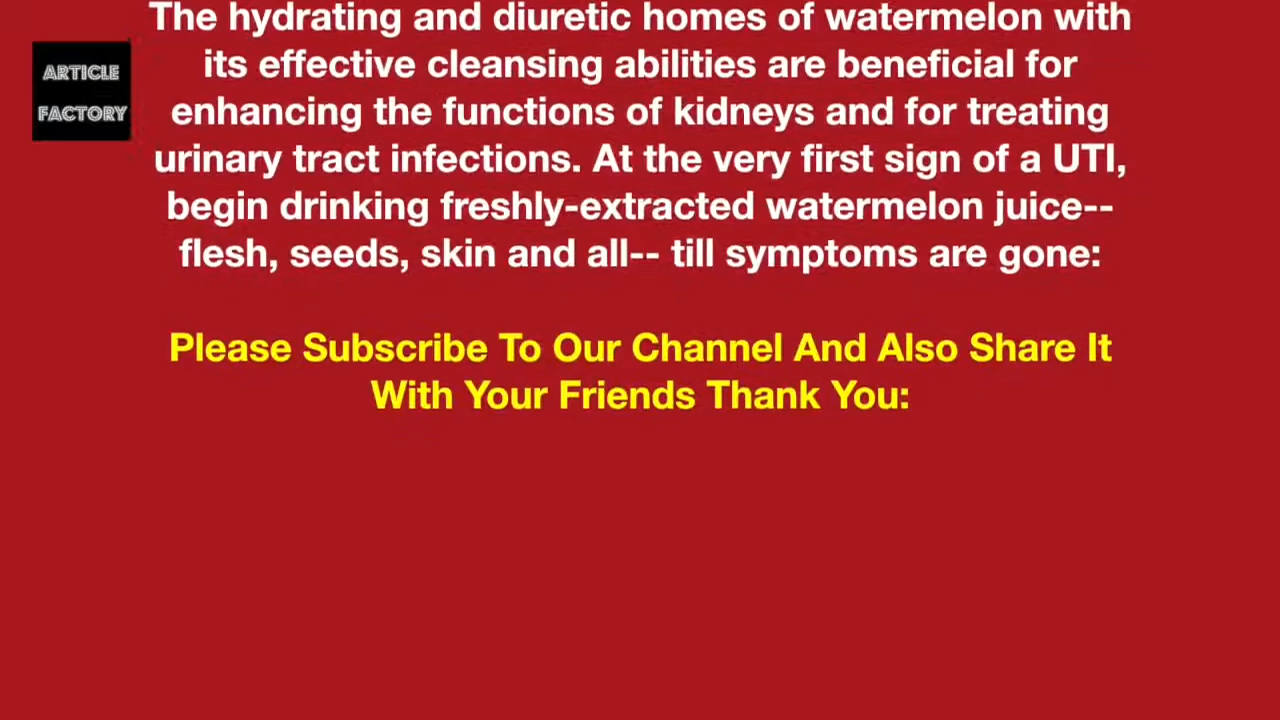 The hydrating and diuretic homes of watermelon with
its effective cleansing abilities are beneficial for
enhancing the functions of kidneys and for treating
urinary tract infections. At the very first sign of a UTI,
begin drinking freshly-extracted watermelon juice--
flesh, seeds, skin and all-- till symptoms are gone:
Please Subscribe To Our Channel And Also Share It
With Your Friends Thank You:
ARTICLE
FACTORY